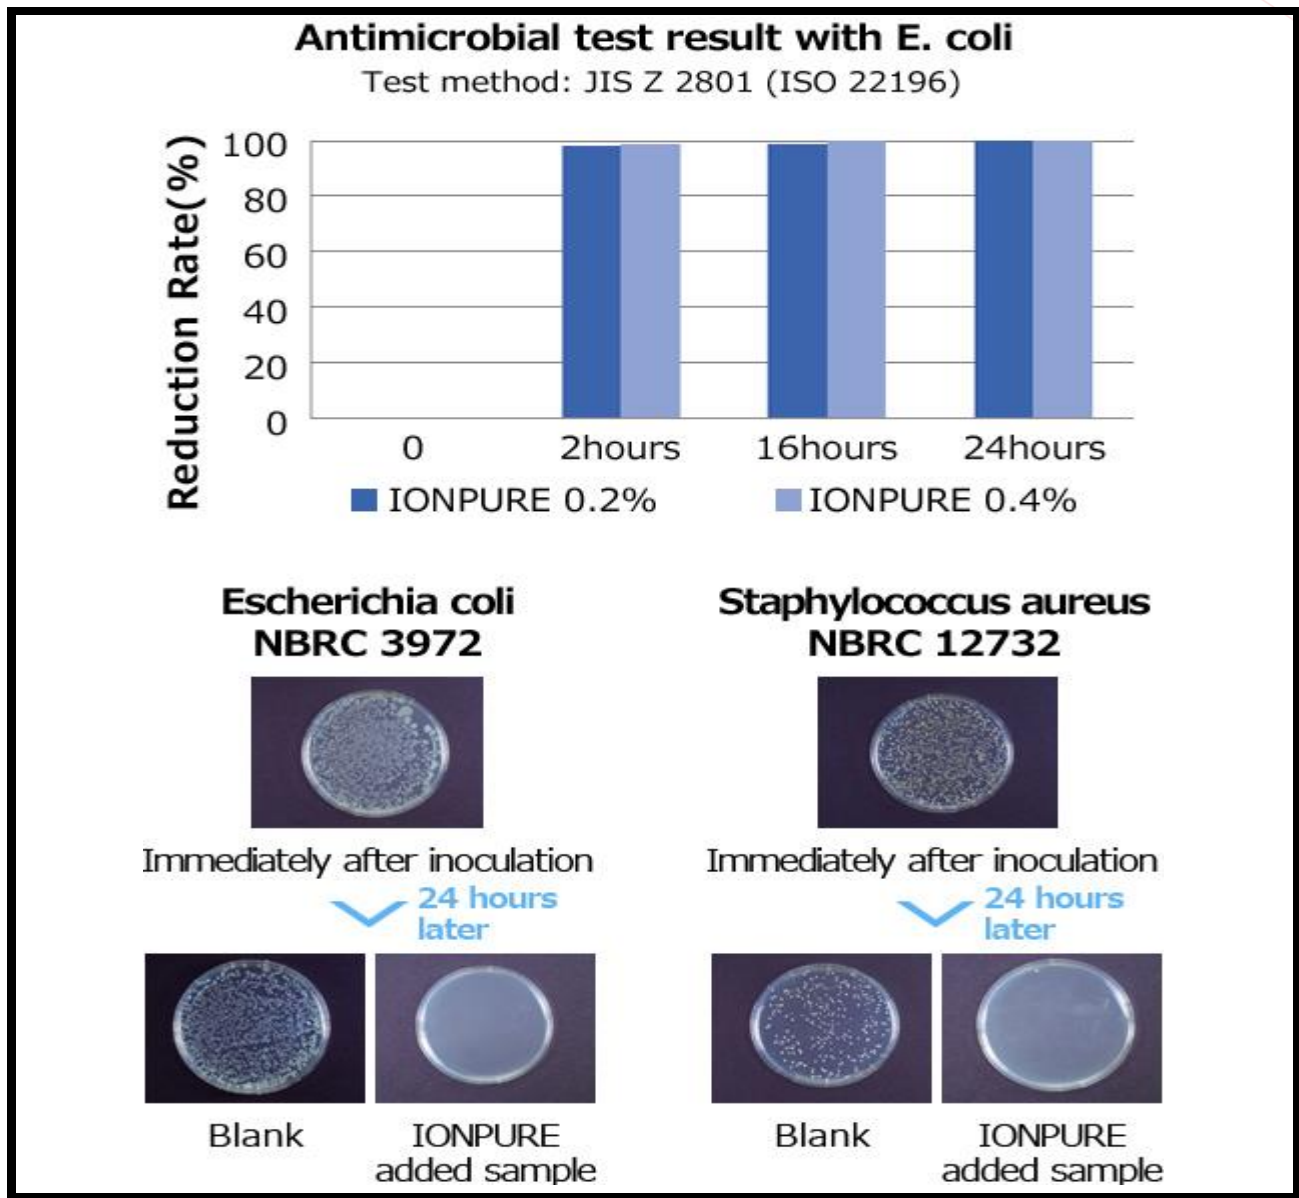 Antimicrobial test result with E. coli
Test method: JIS Z 2801 (ISO 22196)
Reduction Rate(%)
100
80
60
40
20
0
0 2hours 16hours 24hours
IONPURE 0.2% IONPURE 0.4%
Escherichia coli
NBRC 3972
Immediately after inoculation
24 hours
later
Blank
IONPURE
added sample
Staphylococcus aureus
NBRC 12732
Immediately after inoculation
24 hours
later
Blank
IONPURE
added sample